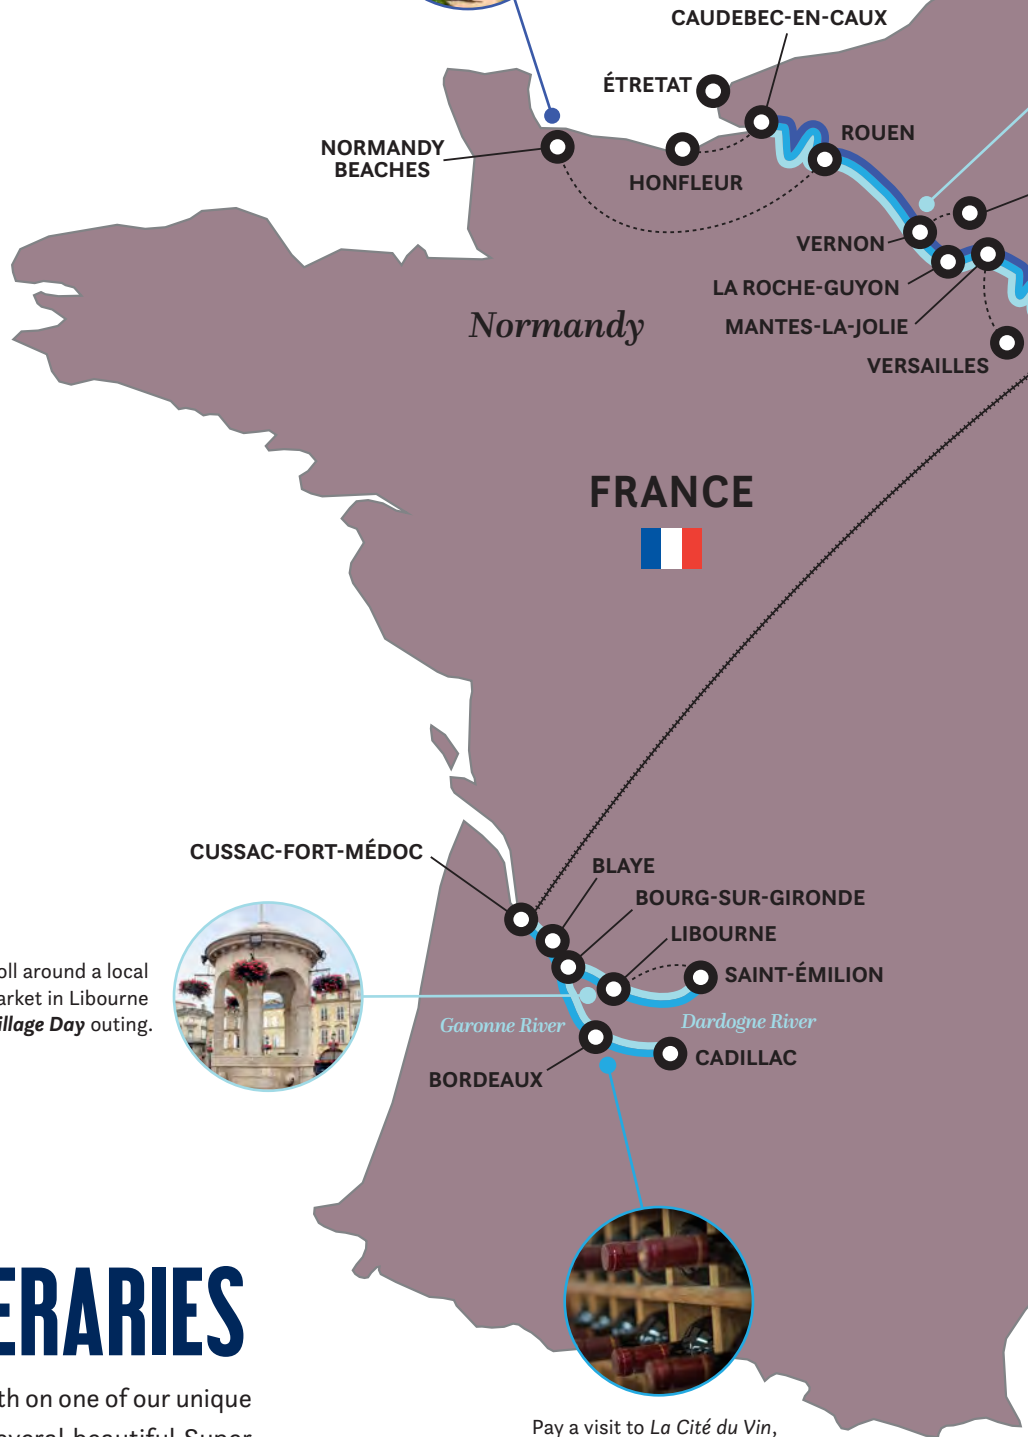 CAUDEBEC-EN-CAUX
ÉTRETAT
ROUEN
NORMANDY
BEACHES
HONFLEUR
VERNON
LA ROCHE-GUYON
Normandy
MANTES-LA-JOLIE
VERSAILLES
FRANCE
CUSSAC-FORT-MÉDOC
BLAYE
BOURG-SUR-GIRONDE
LIBOURNE
SAINT-ÉMILION
oll around a local
arket in Libourne
illage Day outing.
Garonne River
Dardogne River
CADILLAC
BORDEAUX
ERARIES
th on one of our unique
everal beautiful Super
Pay a visit to La Cité du Vin,